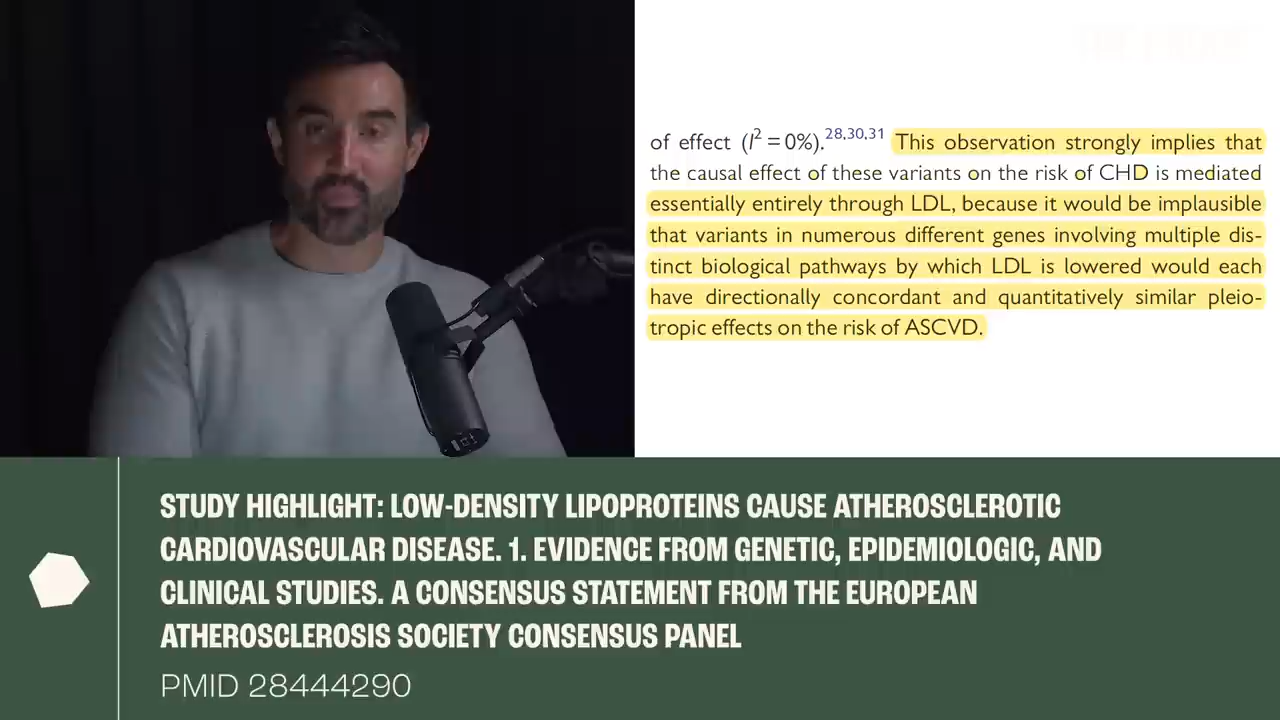 of effect (I² = 0%).28,30,31 This observation strongly implies that
the causal effect of these variants on the risk of CHD is mediated
essentially entirely through LDL, because it would be implausible
that variants in numerous different genes involving multiple dis-
tinct biological pathways by which LDL is lowered would each
have directionally concordant and quantitatively similar pleio-
tropic effects on the risk of ASCVD.
STUDY HIGHLIGHT: LOW-DENSITY LIPOPROTEINS CAUSE ATHEROSCLEROTIC
CARDIOVASCULAR DISEASE. 1. EVIDENCE FROM GENETIC, EPIDEMIOLOGIC, AND
CLINICAL STUDIES. A CONSENSUS STATEMENT FROM THE EUROPEAN
ATHEROSCLEROSIS SOCIETY CONSENSUS PANEL
PMID 28444290